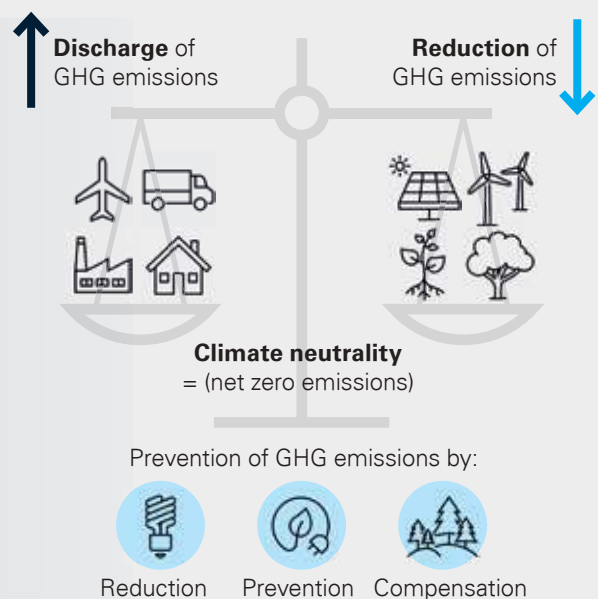 Discharge of
GHG emissions
Reduction of
GHG emissions
Climate neutrality
= (net zero emissions)
Prevention of GHG emissions by:
Reduction
Prevention
Compensation